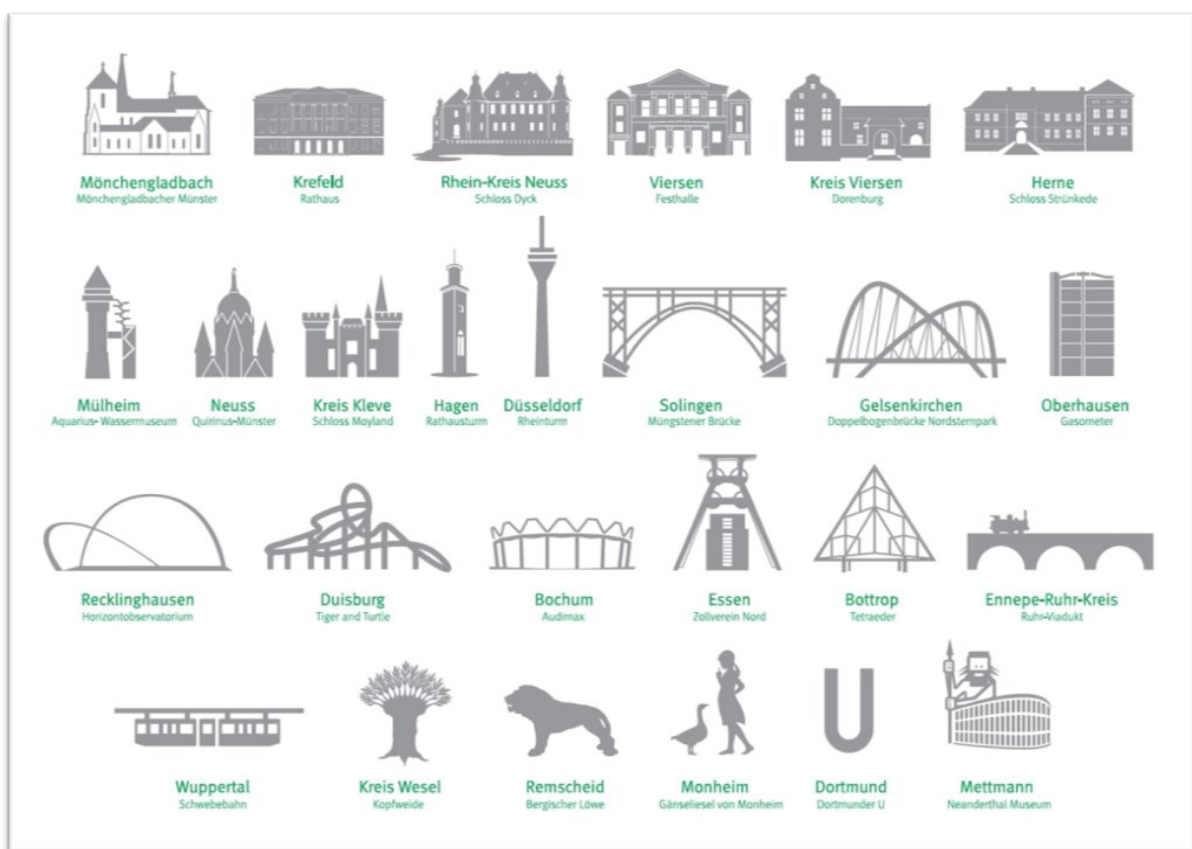 Mönchengladbach
Mönchengladbacher Münster
Krefeld
Rathaus
Rhein-Kreis Neuss
Schloss Dyck
Viersen
Festhalle
Kreis Viersen
Dorenburg
Herne
Schloss Strünkede
Mülheim
Aquarius- Wassermuseum
Neuss
Quirinus-Münster
Kreis Kleve
Schloss Moyland
Hagen
Rathausturm
Düsseldorf
Rheinturm
Solingen
Müngstener Brücke
Gelsenkirchen
Doppelbogenbrücke Nordsternpark
Oberhausen
Gasometer
Recklinghausen
Horizontobservatorium
Duisburg
Tiger and Turtle
Bochum
Audimax
Essen
Zollverein Nord
Bottrop
Tetraeder
Ennepe-Ruhr-Kreis
Ruhr-Viadukt
Wuppertal
Schwebebahn
Kreis Wesel
Kopfweide
Remscheid
Bergischer Löwe
Monheim
Gänseliesel von Monheim
U
Dortmund
Dortmunder U
Mettmann
Neanderthal Museum